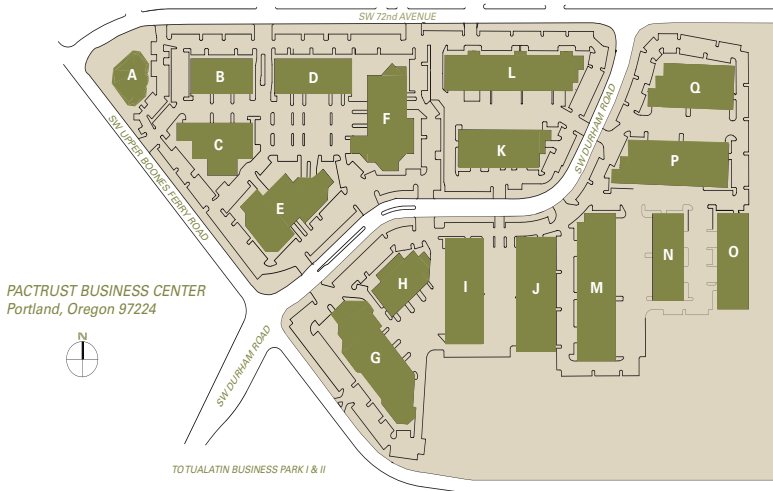 SW 72nd AVENUE
A
B
D
L
Q
F
C
K
P
SW DURHAM ROAD
SW UPPER BOONES FERRY ROAD
E
N
O
H
I
J
M
G
PACTRUST BUSINESS CENTER
Portland, Oregon 97224
N
SW DURHAM ROAD
TO TUALATIN BUSINESS PARK I & II